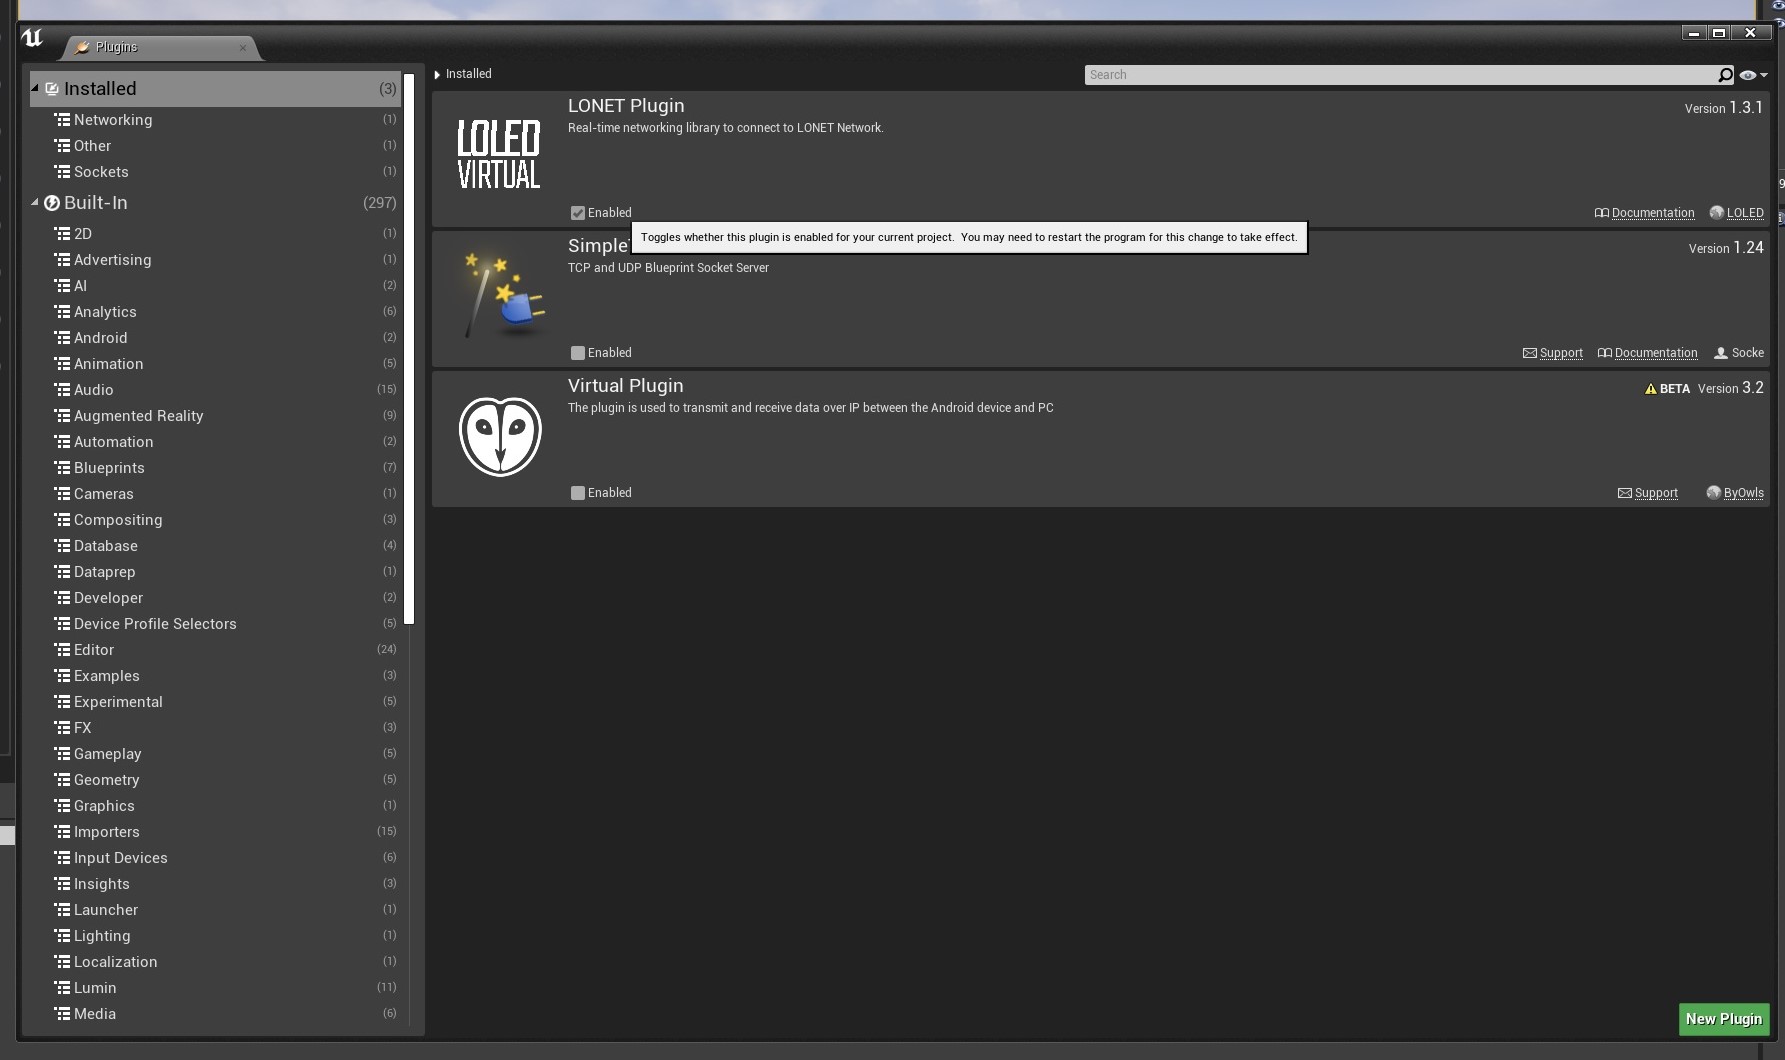 Plugins
Installed (3)
Networking (1)
Other (1)
Sockets (1)
Built-In (297)
2D (1)
Advertising (1)
AI (2)
Analytics (6)
Android (2)
Animation (5)
Audio (15)
Augmented Reality (9)
Automation (2)
Blueprints (7)
Cameras (1)
Compositing (3)
Database (4)
Dataprep (1)
Developer (2)
Device Profile Selectors (5)
Editor (24)
Examples (3)
Experimental (5)
FX (3)
Gameplay (5)
Geometry (5)
Graphics (1)
Importers (15)
Input Devices (6)
Insights (3)
Launcher (1)
Lighting (1)
Localization (1)
Lumin (11)
Media (6)
Installed
Search
LOLED
VIRTUAL
LONET Plugin
Version 1.3.1
Real-time networking library to connect to LONET Network.
Enabled
Documentation LOLED
Toggles whether this plugin is enabled for your current project. You may need to restart the program for this change to take effect.
Simple
Version 1.24
TCP and UDP Blueprint Socket Server
Enabled
Support Documentation Socke
Virtual Plugin
BETA Version 3.2
The plugin is used to transmit and receive data over IP between the Android device and PC
Enabled
Support ByOwls
New Plugin